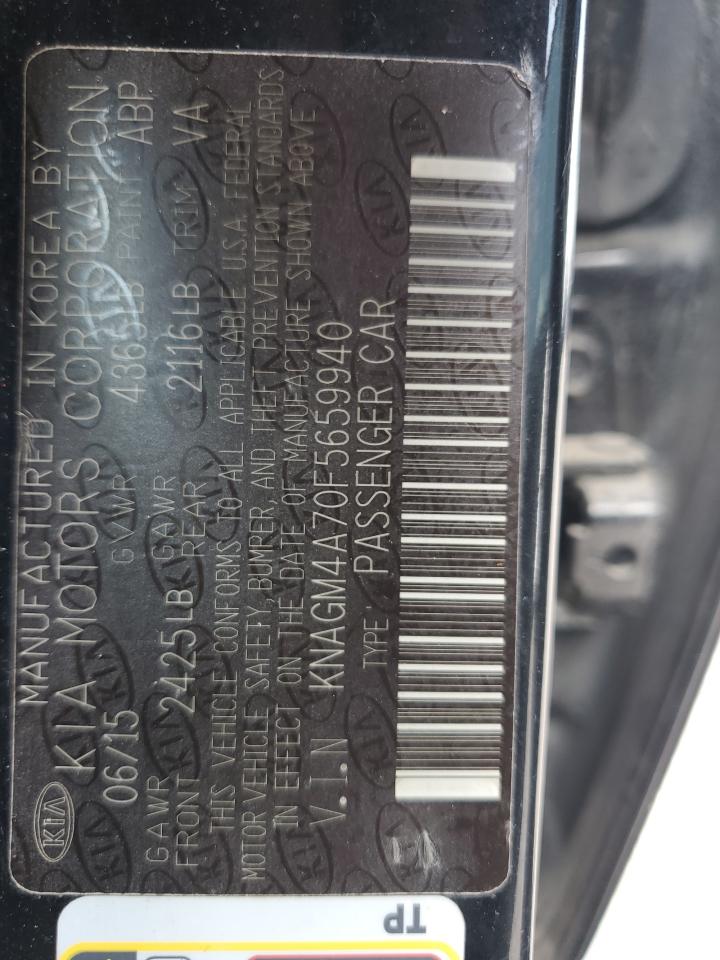 MANUFACTURED IN KOREA BY
KIA KIA MOTORS CORPORATION
06/15 GVWR 4365LB PAINT ABP
GAWR GAWR
FRONT 2425LB REAR 2116LB TRIM VA
THIS VEHICLE CONFORMS TO ALL APPLICABLE U.S.A. FEDERAL
MOTOR VEHICLE SAFETY, BUMPER, AND THEFT PREVENTION STANDARDS
IN EFFECT ON THE DATE OF MANUFACTURE SHOWN ABOVE
V.I.N KNAGM4A70F5659940
TYPE : PASSENGER CAR
TP